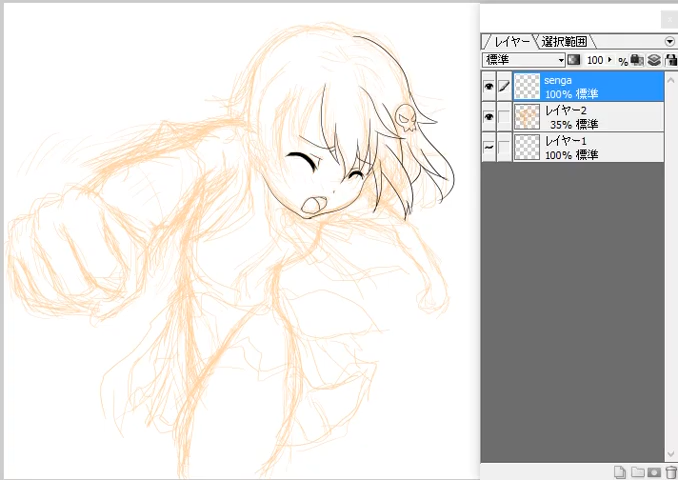 レイヤー 選択範囲
標準 100 %
senga
100% 標準
レイヤー2
35% 標準
レイヤー1
100% 標準